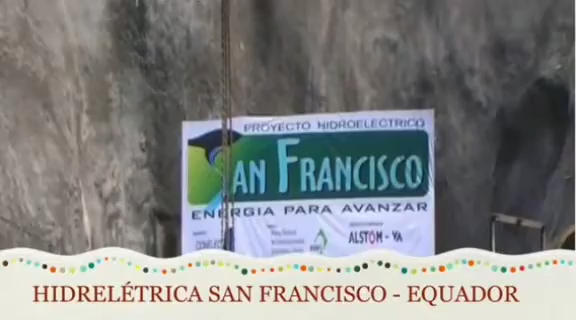 PROYECTO HIDROELECTRICO
SAN FRANCISCO
ENERGIA PARA AVANZAR
ALSTOM - VA
HIDRELÉTRICA SAN FRANCISCO - EQUADOR